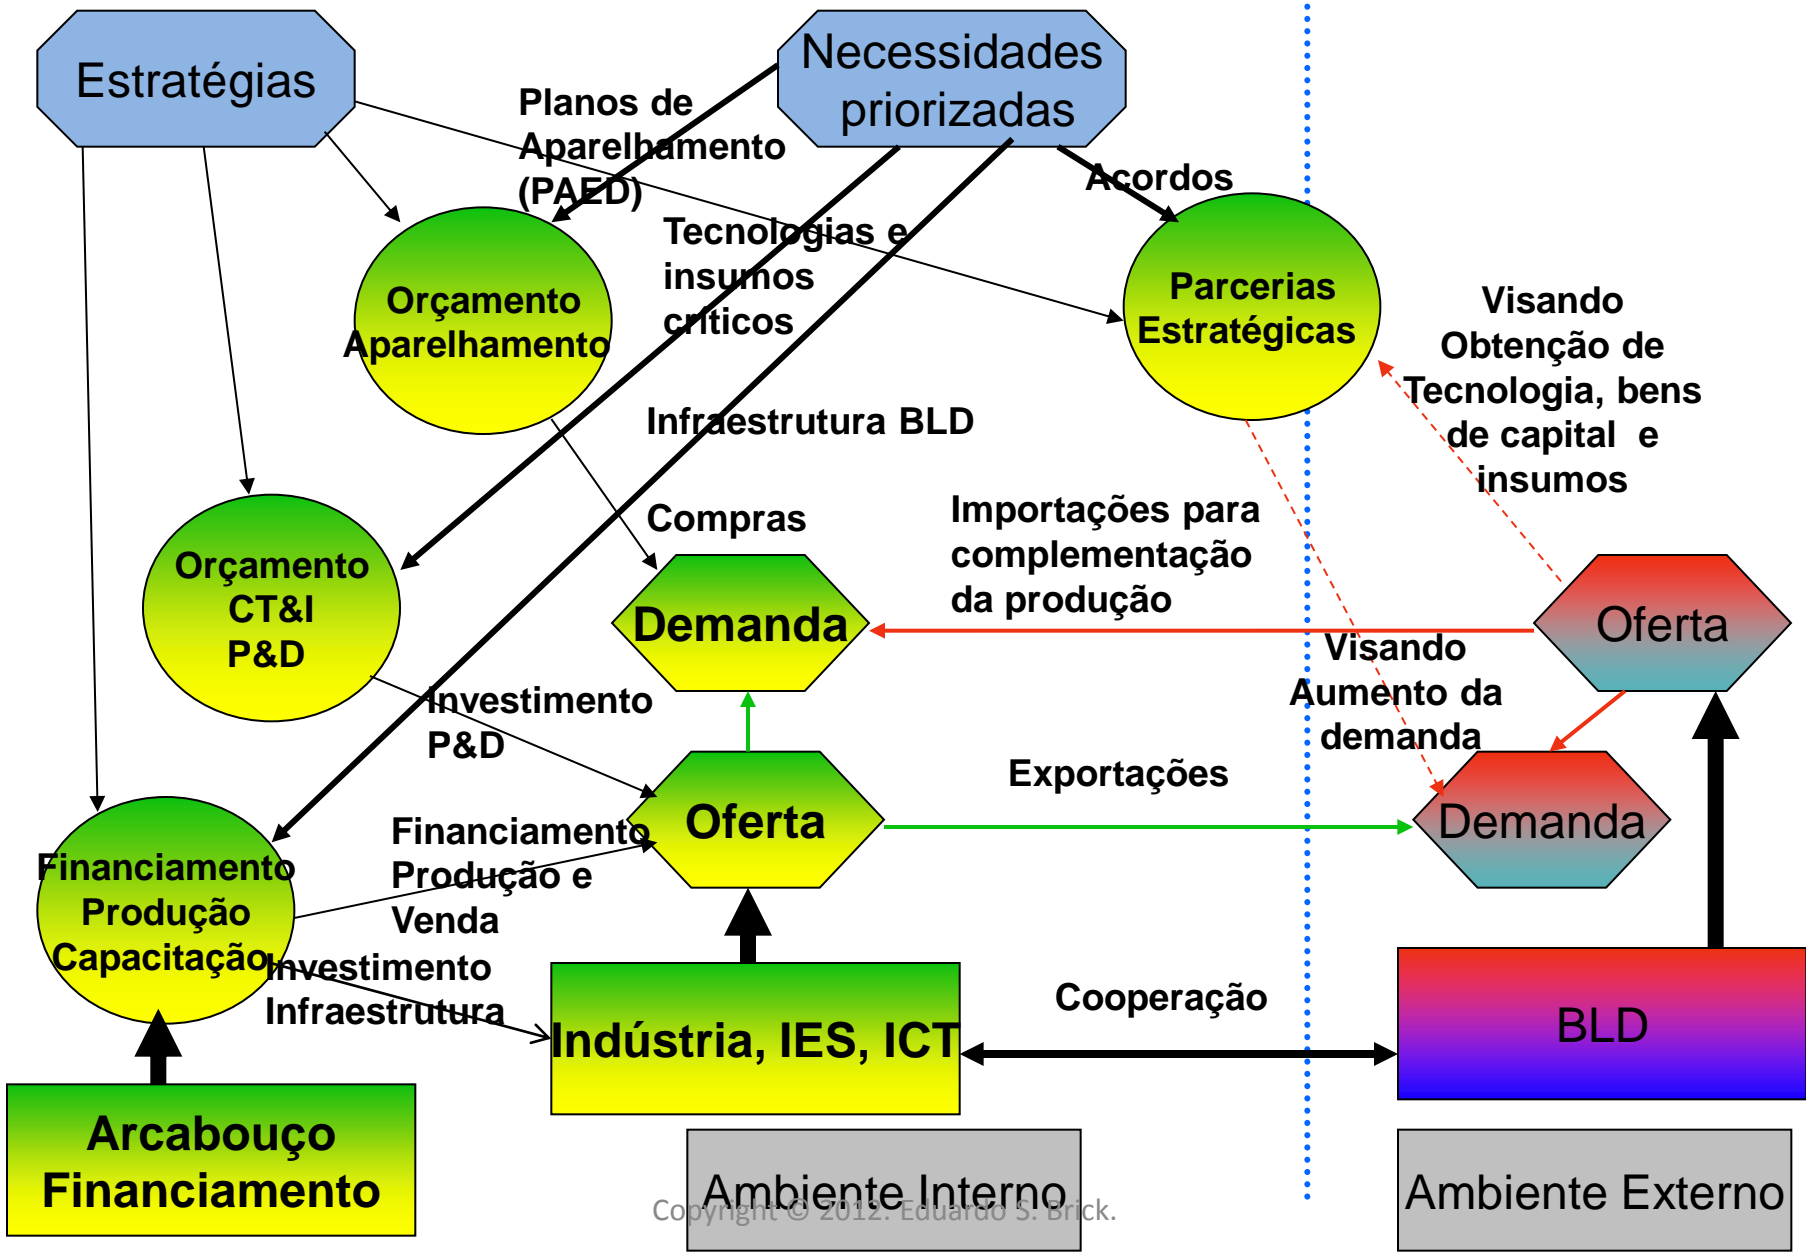 Estratégias
Necessidades
priorizadas
Planos de
Aparelhamento
(PAED)
Acordos
Tecnologias e
insumos
críticos
Orçamento
Aparelhamento
Parcerias
Estratégicas
Visando
Obtenção de
Tecnologia, bens
de capital e
insumos
Infraestrutura BLD
Compras
Importações para
complementação
da produção
Orçamento
CT&I
P&D
Demanda
Oferta
Visando
Aumento da
demanda
Investimento
P&D
Exportações
Oferta
Demanda
Financiamento
Produção e
Venda
Financiamento
Produção
Capacitação
Investimento
Infraestrutura
Cooperação
Indústria, IES, ICT
BLD
Arcabouço
Financiamento
Ambiente Interno
Ambiente Externo
Copyright © 2012. Eduardo S. Brick.